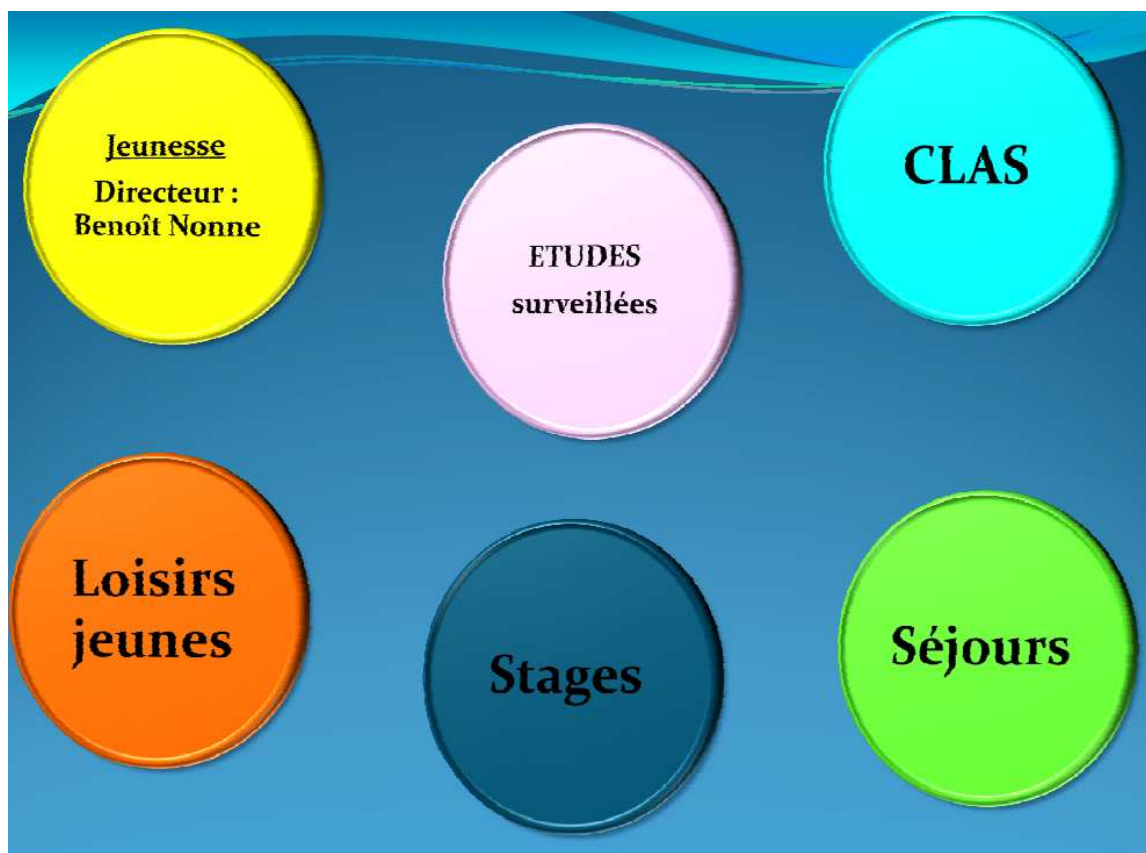 Jeunesse
Directeur :
Benoît Nonne
ETUDES
surveillées
CLAS
Loisirs
jeunes
Stages
Séjours